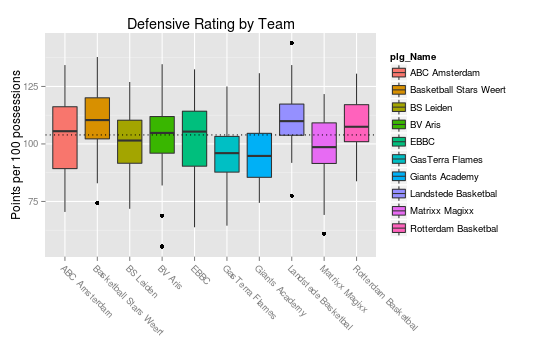 Defensive Rating by Team
Points per 100 possessions
125
100
75
ABC Amsterdam
Basketball Stars Weert
BS Leiden
BV Aris
EBBC
GasTerra Flames
Giants Academy
Landstede Basketbal
Matrixx Magixx
Rotterdam Basketbal
plg_Name
ABC Amsterdam
Basketball Stars Weert
BS Leiden
BV Aris
EBBC
GasTerra Flames
Giants Academy
Landstede Basketbal
Matrixx Magixx
Rotterdam Basketbal